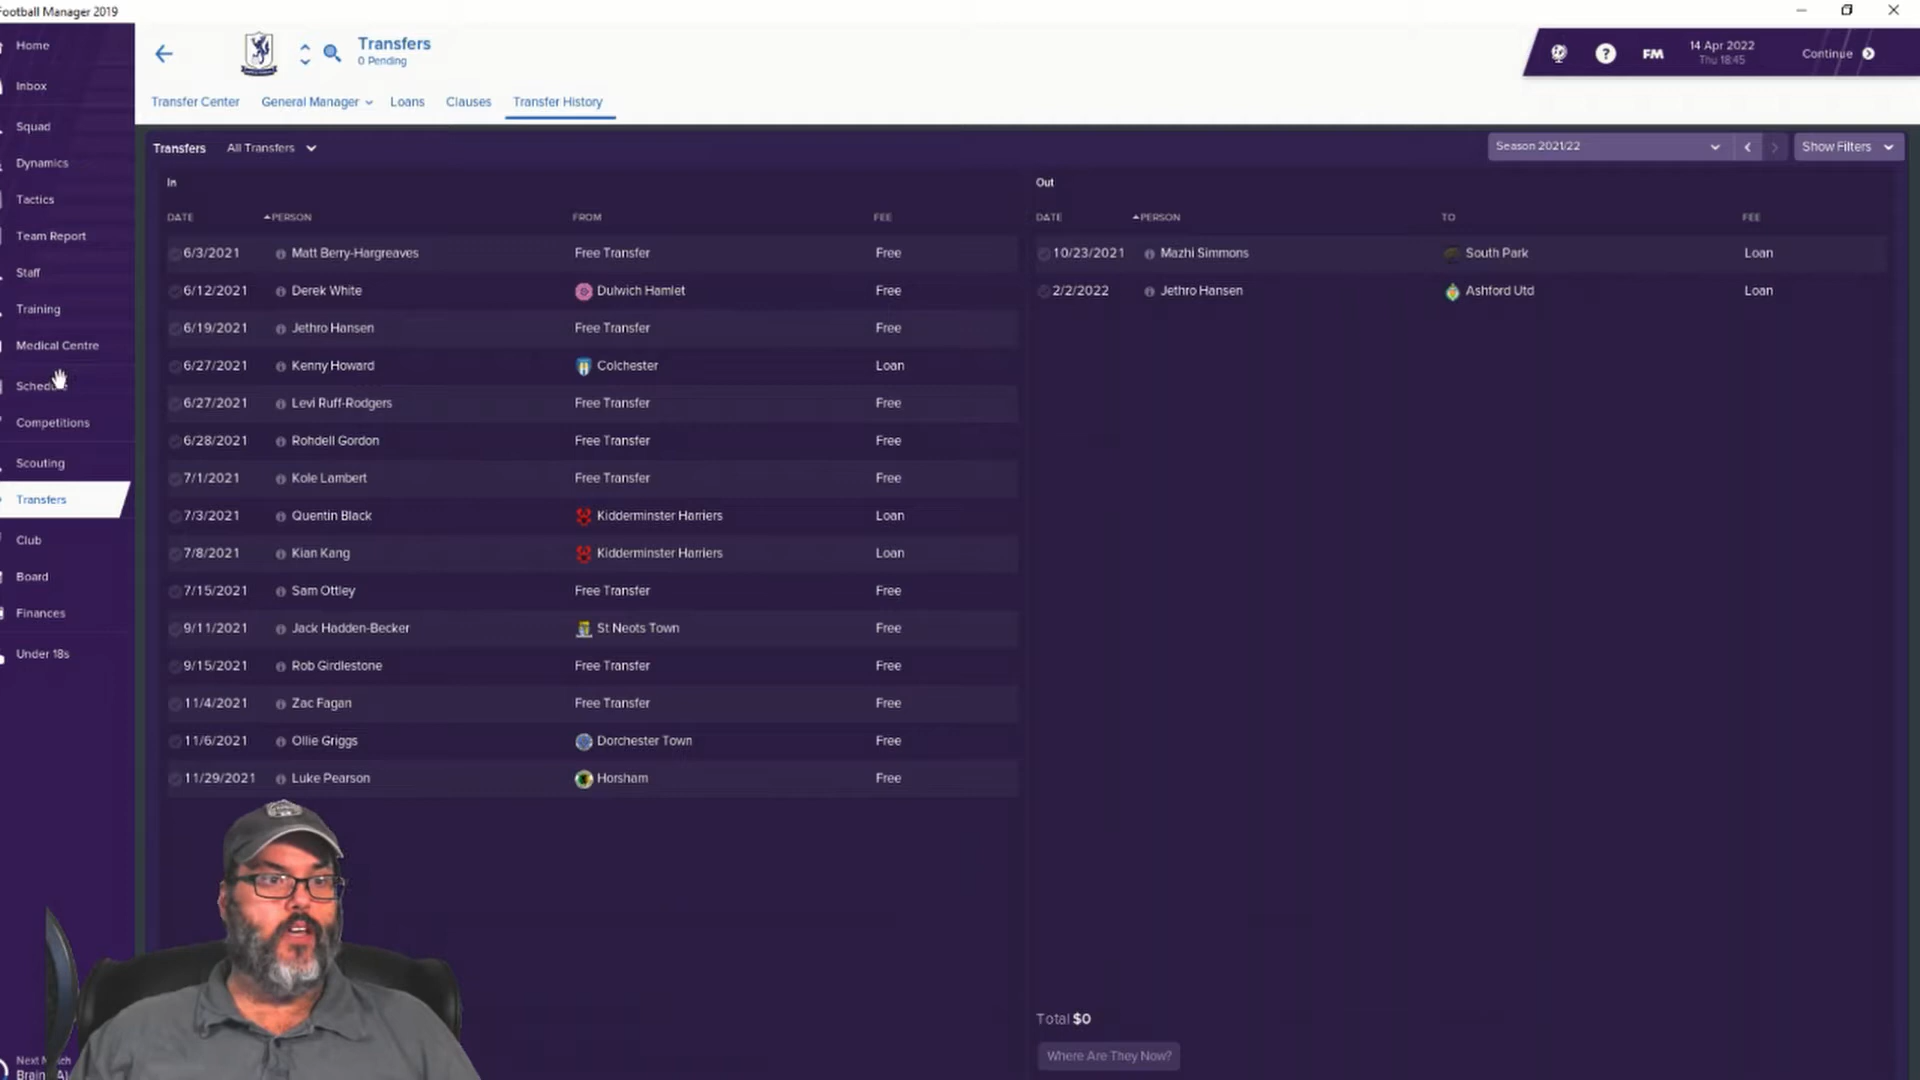 Football Manager 2019
Home
Inbox
Squad
Dynamics
Tactics
Team Report
Staff
Training
Medical Centre
Competitions
Scouting
Transfers
Club
Board
Finances
Under 18s
Transfers
0 Pending
FM
14 Apr 2022
Thu 18:45
Continue
Transfer Center General Manager Loans Clauses Transfer History
Transfers All Transfers
Season 2021/22 Show Filters
In
DATE PERSON FROM FEE
6/3/2021 Matt Berry-Hargreaves Free Transfer Free
6/12/2021 Derek White Dulwich Hamlet Free
6/19/2021 Jethro Hansen Free Transfer Free
6/27/2021 Kenny Howard Colchester Loan
6/27/2021 Levi Ruff-Rodgers Free Transfer Free
6/28/2021 Rohdell Gordon Free Transfer Free
7/1/2021 Kole Lambert Free Transfer Free
7/3/2021 Quentin Black Kidderminster Harriers Loan
7/8/2021 Kian Kang Kidderminster Harriers Loan
7/15/2021 Sam Ottley Free Transfer Free
9/11/2021 Jack Hadden-Becker St Neots Town Free
9/15/2021 Rob Girdlestone Free Transfer Free
11/4/2021 Zac Fagan Free Transfer Free
11/6/2021 Ollie Griggs Dorchester Town Free
11/29/2021 Luke Pearson Horsham Free
Out
DATE PERSON TO FEE
10/23/2021 Mazhi Simmons South Park Loan
2/2/2022 Jethro Hansen Ashford Utd Loan
Total $0
Where Are They Now?
Next